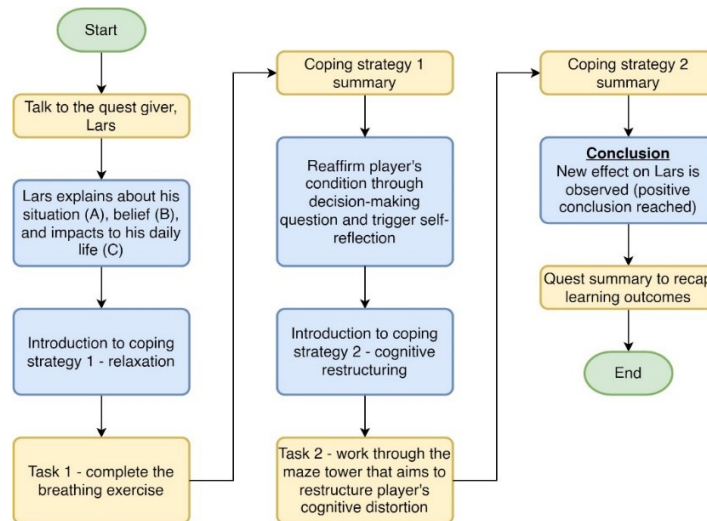 Start
Talk to the quest giver,
Lars
Lars explains about his
situation (A), belief (B),
and impacts to his daily
life (C)
Introduction to coping
strategy 1 - relaxation
Task 1 - complete the
breathing exercise
Coping strategy 1
summary
Reaffirm player's
condition through
decision-making
question and trigger self-
reflection
Introduction to coping
strategy 2 - cognitive
restructuring
Task 2 - work through the
maze tower that aims to
restructure player's
cognitive distortion
Coping strategy 2
summary
Conclusion
New effect on Lars is
observed (positive
conclusion reached)
Quest summary to recap
learning outcomes
End